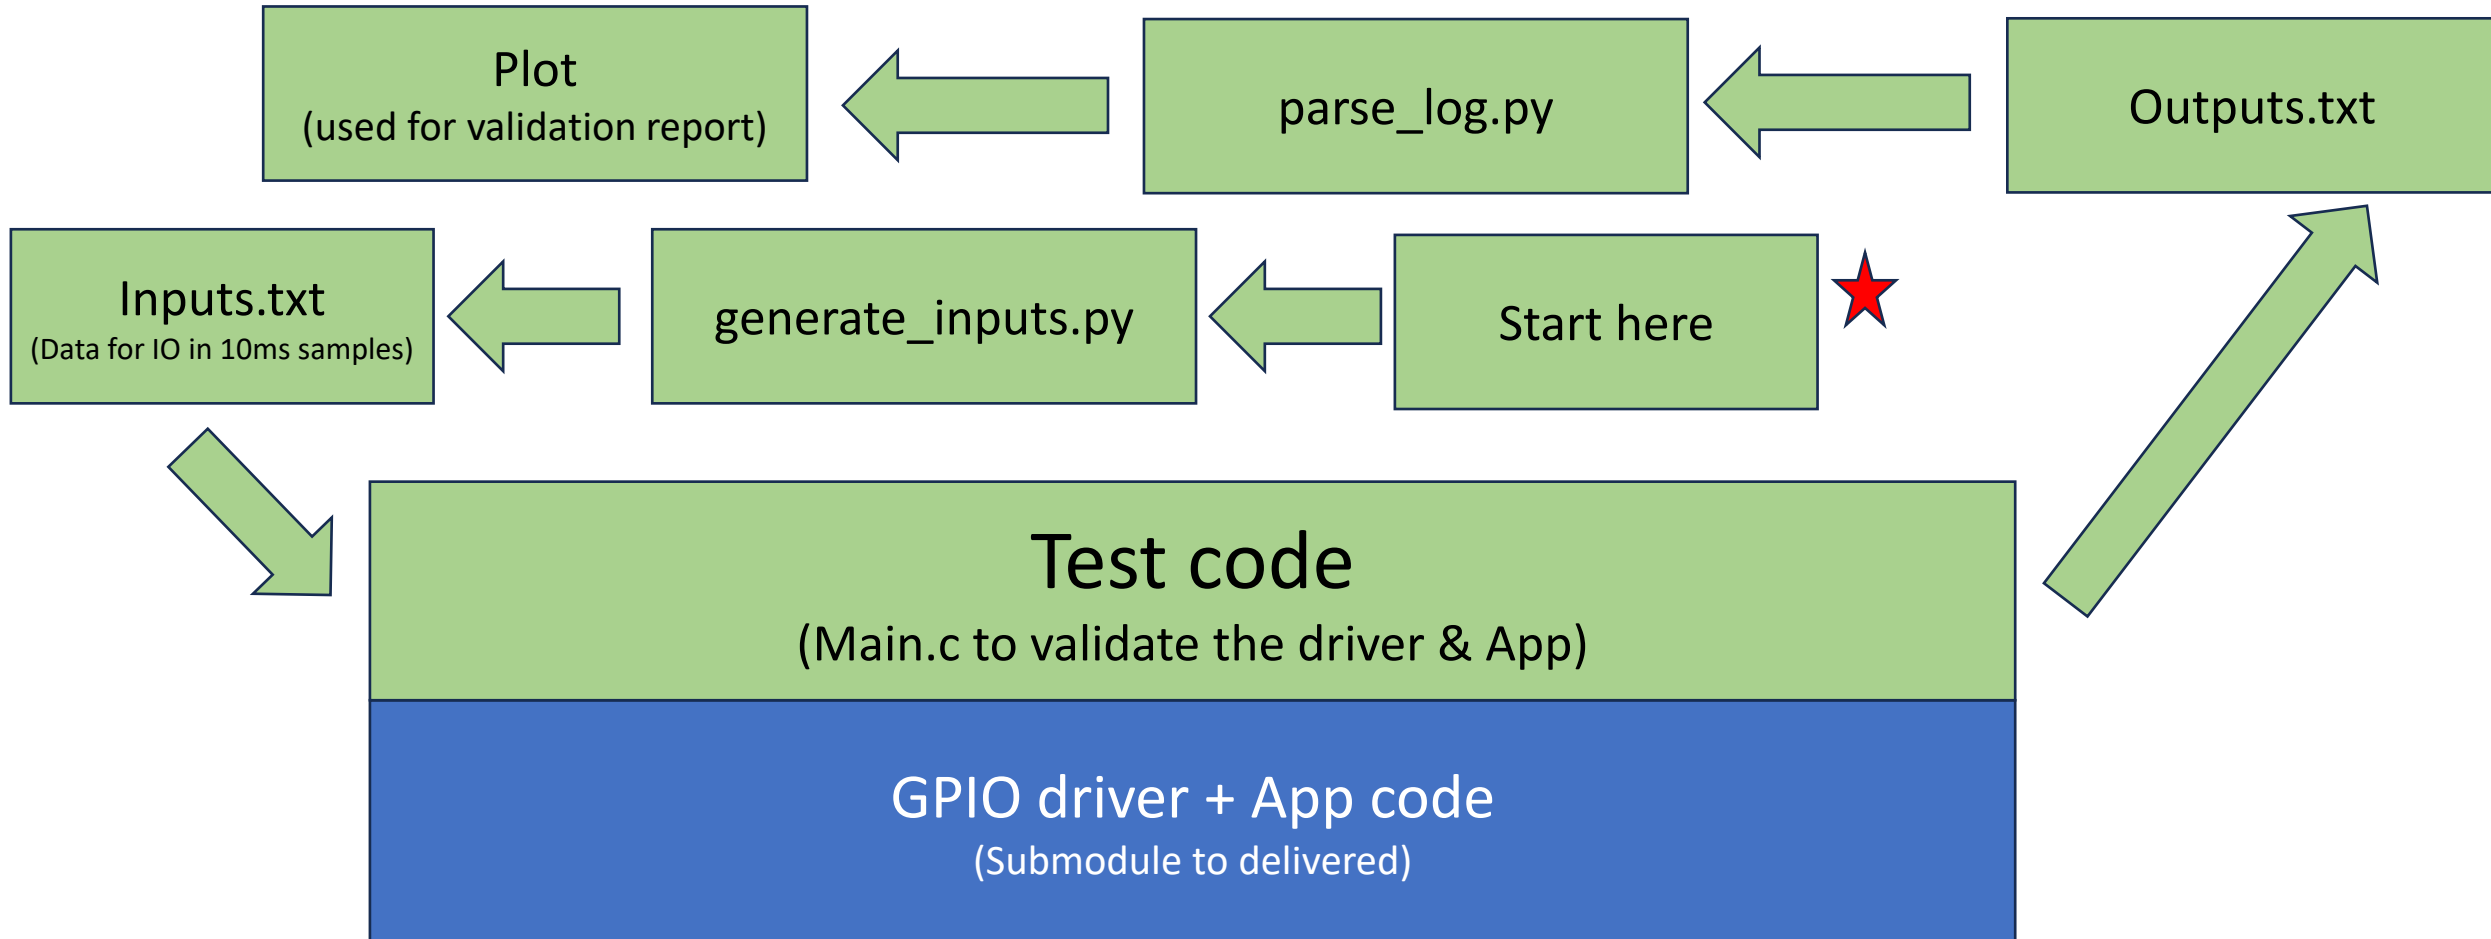 Plot
(used for validation report)
parse_log.py
Outputs.txt
Inputs.txt
(Data for IO in 10ms samples)
generate_inputs.py
Start here
Test code
(Main.c to validate the driver & App)
GPIO driver + App code
(Submodule to delivered)